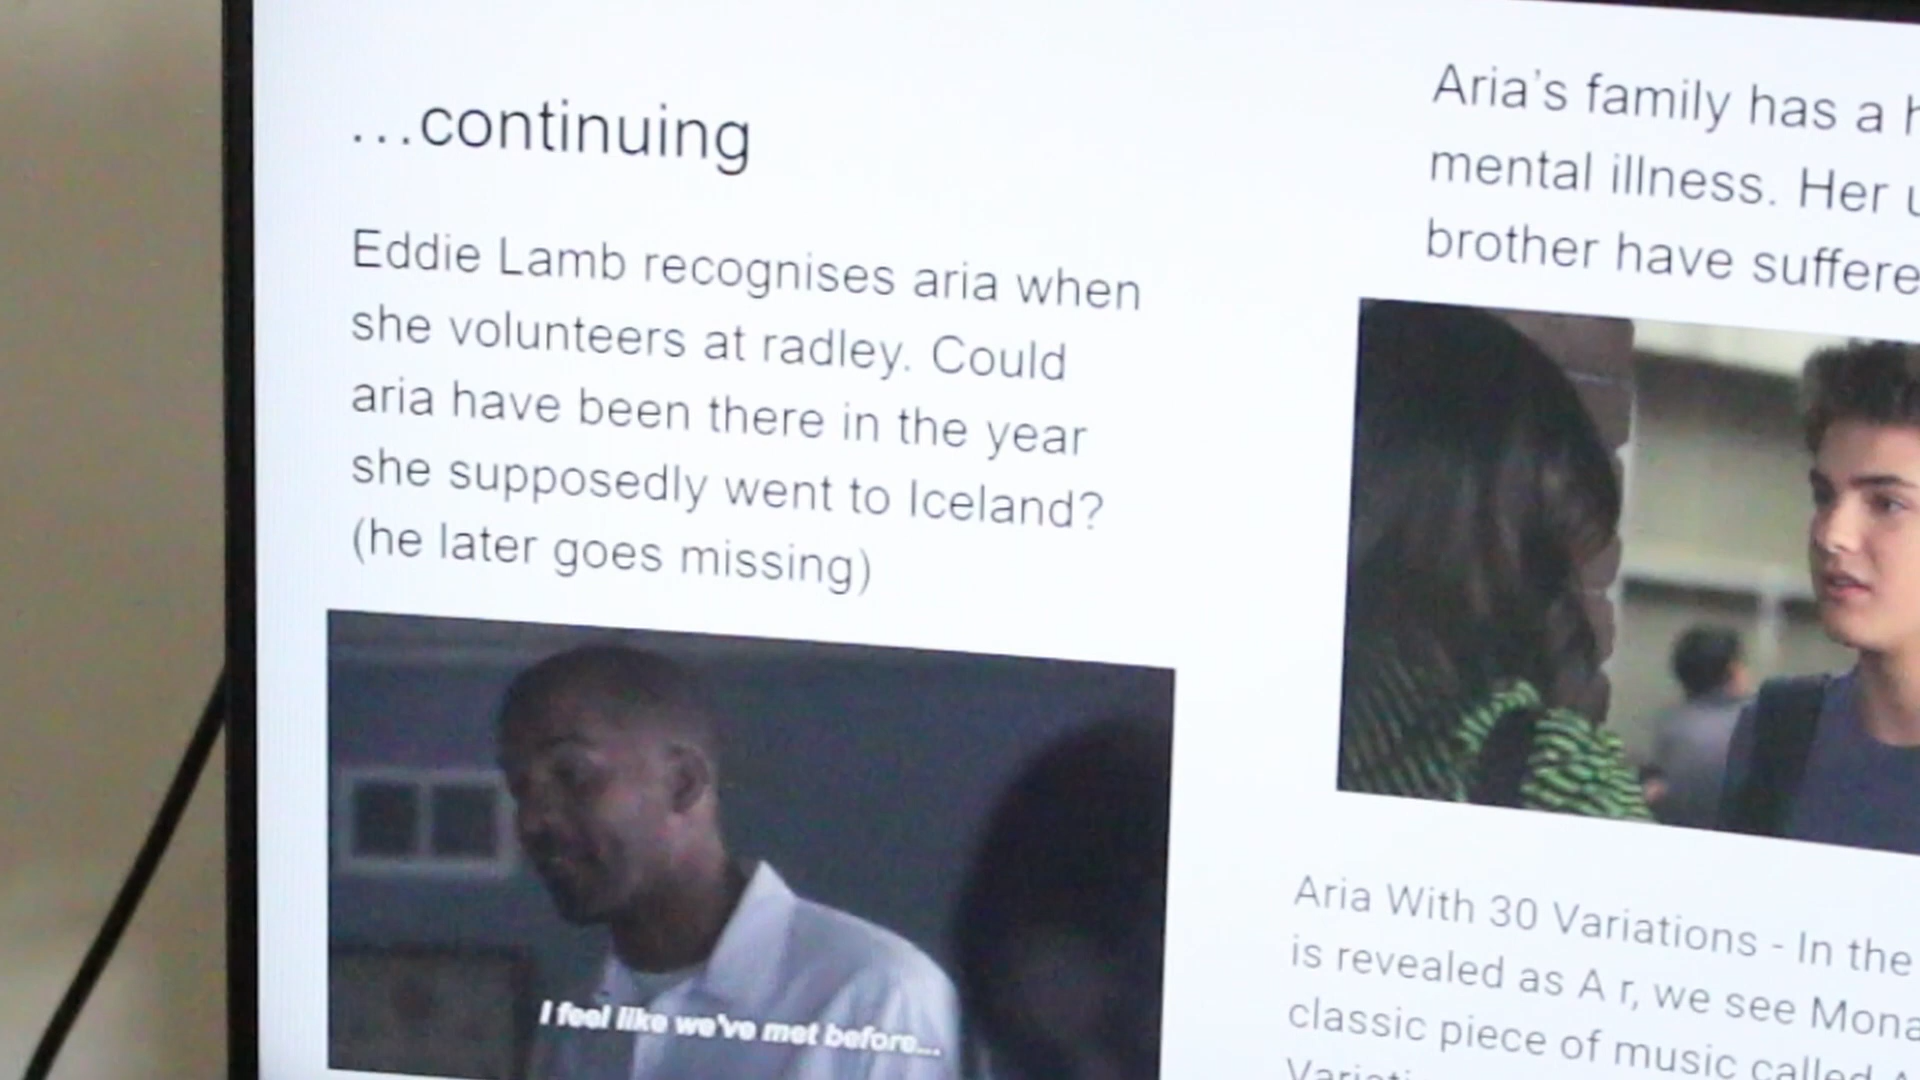 ...continuing
Eddie Lamb recognises aria when
she volunteers at radley. Could
aria have been there in the year
she supposedly went to Iceland?
(he later goes missing)
I feel like we've met before...
Aria's family has a
mental illness. Her
brother have suffere
Aria With 30 Variations - In the
is revealed as A r, we see Mona
classic piece of music called